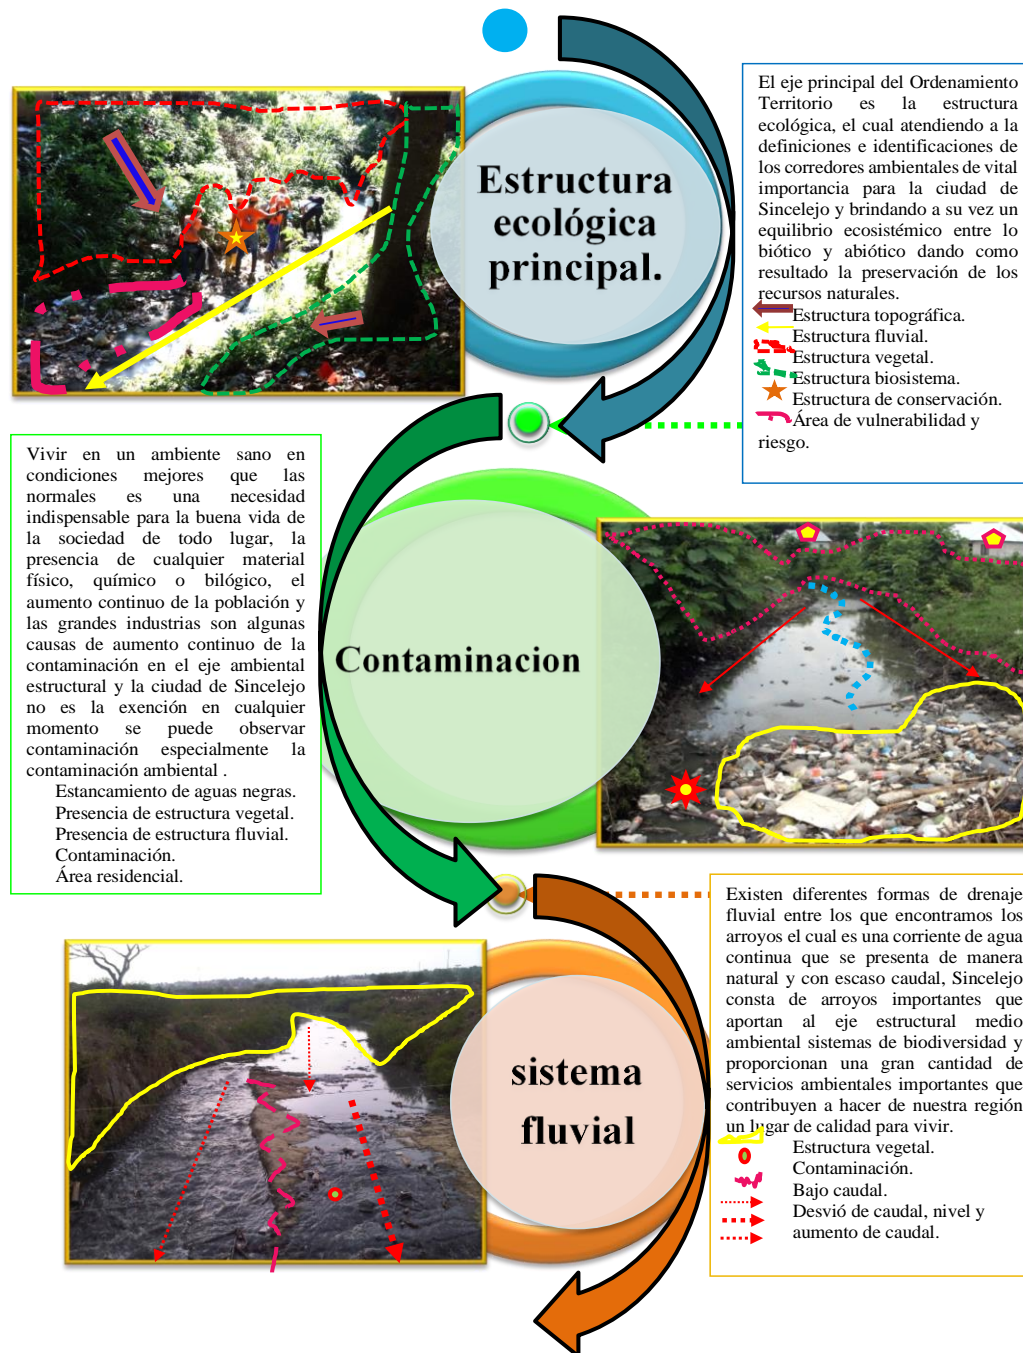 Estructura
ecológica
principal.
El eje principal del Ordenamiento
Territorio es la estructura
ecológica, el cual atendiendo a la
definiciones e identificaciones de
los corredores ambientales de vital
importancia para la ciudad de
Sincelejo y brindando a su vez un
equilibrio ecosistémico entre lo
biótico y abiótico dando como
resultado la preservación de los
recursos naturales.
Estructura topográfica.
Estructura fluvial.
Estructura vegetal.
Estructura biosistema.
Estructura de conservación.
Área de vulnerabilidad y
riesgo.
Vivir en un ambiente sano en
condiciones mejores que las
normales es una necesidad
indispensable para la buena vida de
la sociedad de todo lugar, la
presencia de cualquier material
físico, químico o bilógico, el
aumento continuo de la población y
las grandes industrias son algunas
causas de aumento continuo de la
contaminación en el eje ambiental
estructural y la ciudad de Sincelejo
no es la exención en cualquier
momento se puede observar
contaminación especialmente la
contaminación ambiental .
Estancamiento de aguas negras.
Presencia de estructura vegetal.
Presencia de estructura fluvial.
Contaminación.
Área residencial.
Contaminacion
Existen diferentes formas de drenaje
fluvial entre los que encontramos los
arroyos el cual es una corriente de agua
continua que se presenta de manera
natural y con escaso caudal, Sincelejo
consta de arroyos importantes que
aportan al eje estructural medio
ambiental sistemas de biodiversidad y
proporcionan una gran cantidad de
servicios ambientales importantes que
contribuyen a hacer de nuestra región
un lugar de calidad para vivir.
Estructura vegetal.
Contaminación.
Bajo caudal.
Desvió de caudal, nivel y
aumento de caudal.
sistema
fluvial